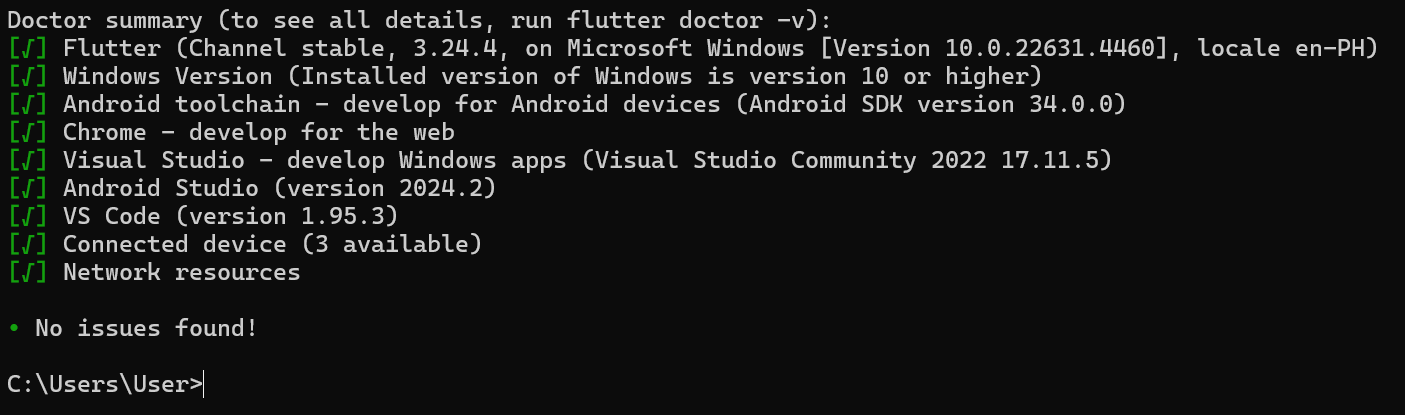 Doctor summary (to see all details, run flutter doctor -v):
[√] Flutter (Channel stable, 3.24.4, on Microsoft Windows [Version 10.0.22631.4460], locale en-PH)
[√] Windows Version (Installed version of Windows is version 10 or higher)
[√] Android toolchain - develop for Android devices (Android SDK version 34.0.0)
[√] Chrome - develop for the web
[√] Visual Studio - develop Windows apps (Visual Studio Community 2022 17.11.5)
[√] Android Studio (version 2024.2)
[√] VS Code (version 1.95.3)
[√] Connected device (3 available)
[√] Network resources
• No issues found!
C:\Users\User>